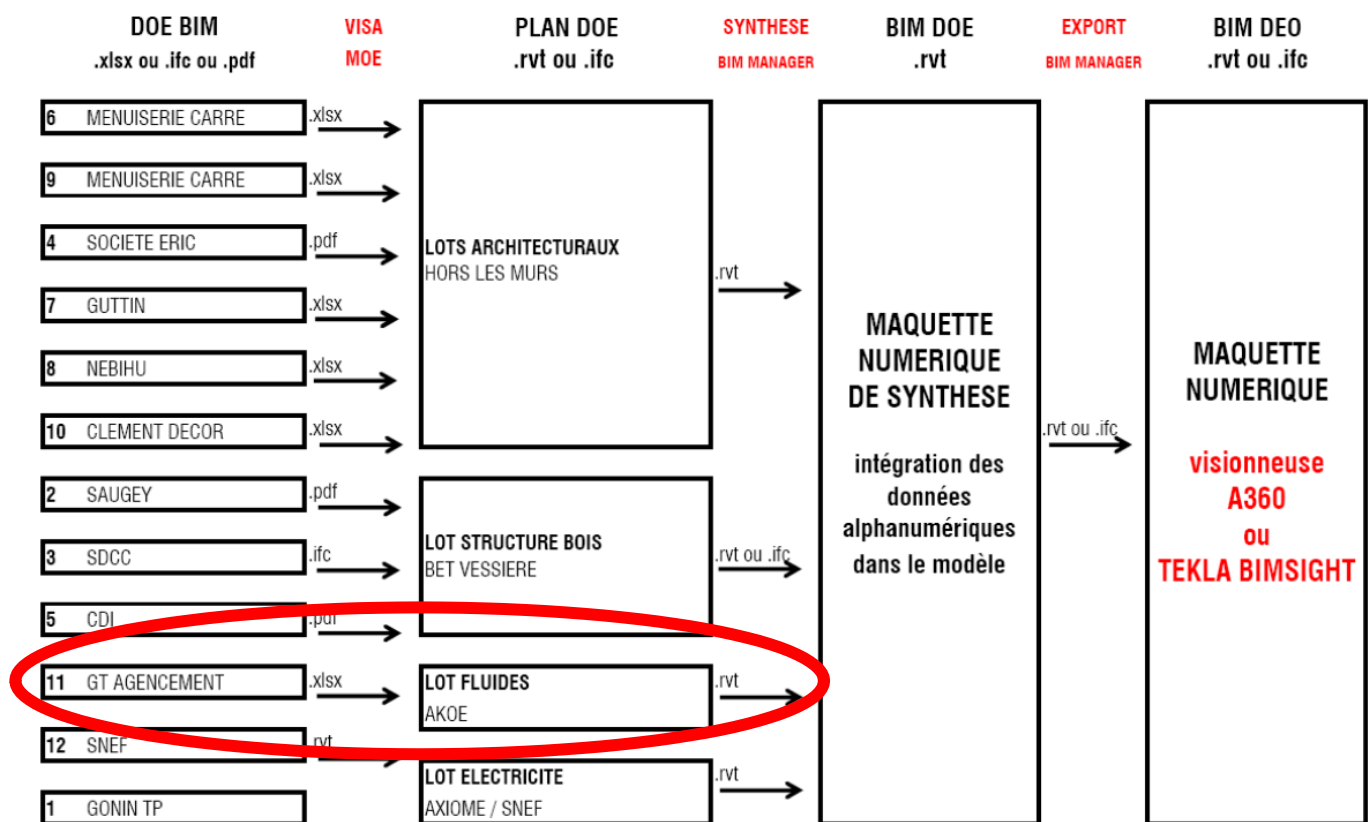 DOE BIM
.xlsx ou .ifc ou .pdf
VISA
MOE
PLAN DOE
.rvt ou .ifc
SYNTHESE
BIM MANAGER
BIM DOE
.rvt
EXPORT
BIM MANAGER
BIM DEO
.rvt ou .ifc
6 MENUISERIE CARRE
.xlsx
9 MENUISERIE CARRE
.xlsx
4 SOCIETE ERIC
.pdf
7 GUTTIN
.xlsx
8 NEBIHU
.xlsx
10 CLEMENT DECOR
.xlsx
2 SAUGEY
.pdf
3 SDCC
.ifc
5 CDI
.pdf
11 GT AGENCEMENT
.xlsx
12 SNEF
.rvt
1 GONIN TP
LOTS ARCHITECTURAUX
HORS LES MURS
.rvt
LOT STRUCTURE BOIS
BET VESSIERE
.rvt ou .ifc
LOT FLUIDES
AKOE
.rvt
LOT ELECTRICITE
AXIOME / SNEF
.rvt
MAQUETTE
NUMERIQUE
DE SYNTHESE
intégration des
données
alphanumériques
dans le modèle
.rvt ou .ifc
MAQUETTE
NUMERIQUE
visionneuse
A360
ou
TEKLA BIMSIGHT